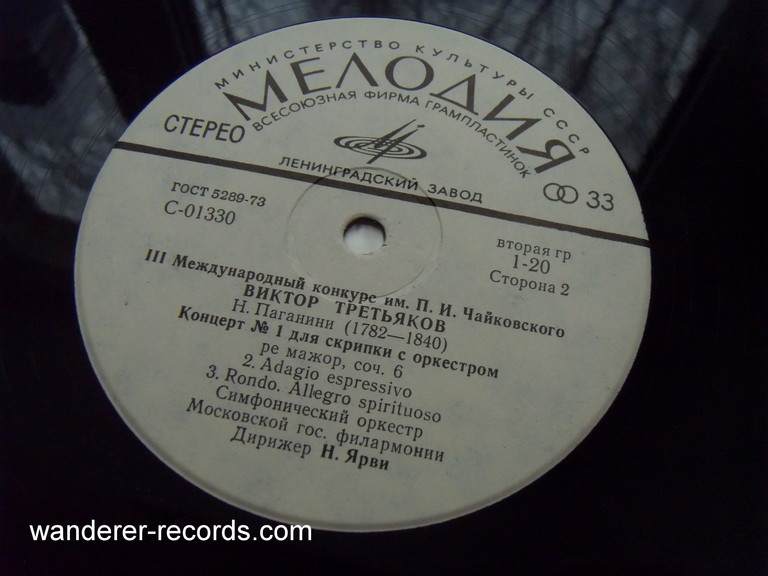 МИНИСТЕРСТВО КУЛЬТУРЫ СССР
МЕЛОДИЯ
ВСЕСОЮЗНАЯ ФИРМА ГРАМПЛАСТИНОК
СТЕРЕО
ЛЕНИНГРАДСКИЙ ЗАВОД
33
ГОСТ 5289-73
С-01330
вторая гр
1-20
Сторона 2
III Международный конкурс им. П. И. Чайковского
ВИКТОР ТРЕТЬЯКОВ
Н. Паганини (1782—1840)
Концерт № 1 для скрипки с оркестром
ре мажор, соч. 6
2. Adagio espressivo
3. Rondo. Allegro spirituoso
Симфонический оркестр
Московской гос. филармонии
Дирижер Н. Ярви
wanderer-records.com